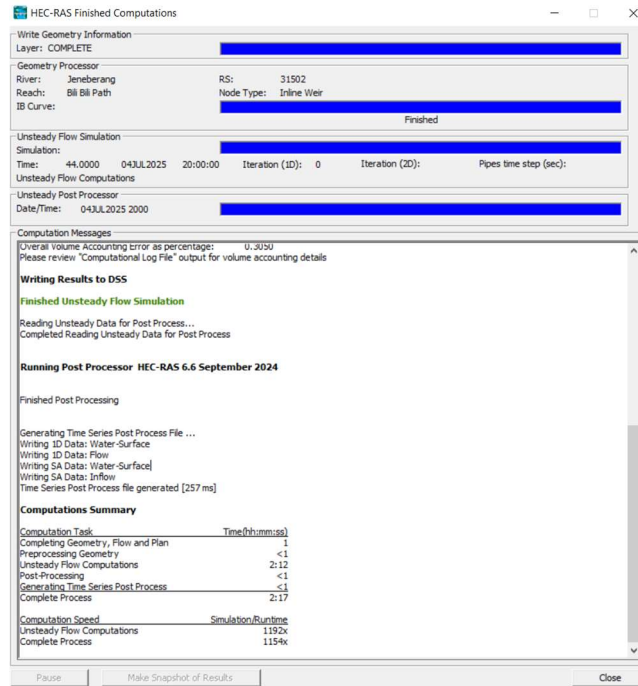 HEC-RAS Finished Computations
Write Geometry Information
Layer: COMPLETE
Geometry Processor
River: Jeneberang RS: 31502
Reach: Bili Bili Path Node Type: Inline Weir
IB Curve:
Finished
Unsteady Flow Simulation
Simulation:
Time: 44.0000 04JUL2025 20:00:00 Iteration (1D): 0 Iteration (2D): Pipes time step (sec):
Unsteady Flow Computations
Unsteady Post Processor
Date/Time: 04JUL2025 2000
Computation Messages
Overall Volume Accounting Error as percentage: 0.3050
Please review "Computational Log File" output for volume accounting details
Writing Results to DSS
Finished Unsteady Flow Simulation
Reading Unsteady Data for Post Process...
Completed Reading Unsteady Data for Post Process
Running Post Processor HEC-RAS 6.6 September 2024
Finished Post Processing
Generating Time Series Post Process File ...
Writing 1D Data: Water-Surface
Writing 1D Data: Flow
Writing SA Data: Water-Surface
Writing SA Data: Inflow
Time Series Post Process file generated [257 ms]
Computations Summary
Computation Task Time(hh:mm:ss)
Completing Geometry, Flow and Plan 1
Preprocessing Geometry <1
Unsteady Flow Computations 2:12
Post-Processing <1
Generating Time Series Post Process <1
Complete Process 2:17
Computation Speed Simulation/Runtime
Unsteady Flow Computations 1192x
Complete Process 1154x
Pause Make Snapshot of Results Close